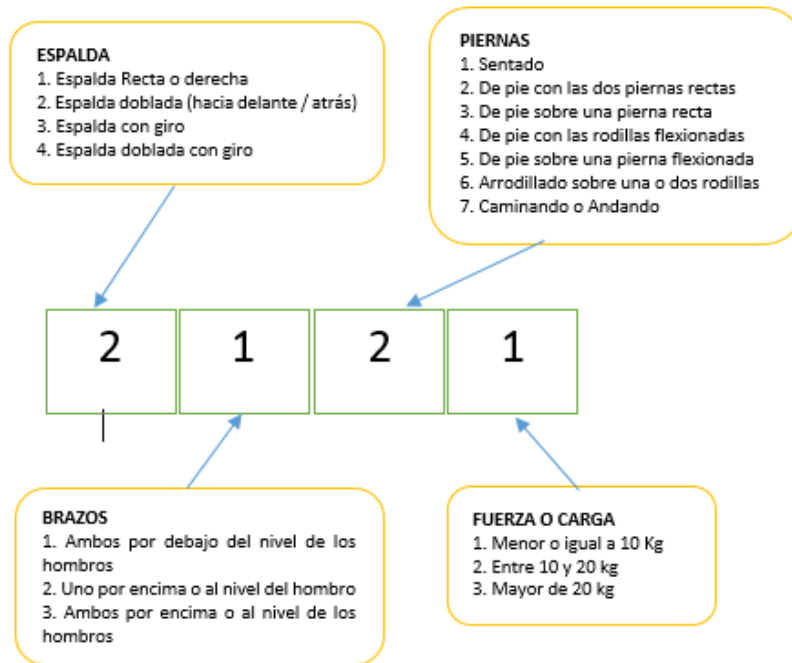 ESPALDA
1. Espalda Recta o derecha
2. Espalda doblada (hacia delante / atrás)
3. Espalda con giro
4. Espalda doblada con giro
PIERNAS
1. Sentado
2. De pie con las dos piernas rectas
3. De pie sobre una pierna recta
4. De pie con las rodillas flexionadas
5. De pie sobre una pierna flexionada
6. Arrodillado sobre una o dos rodillas
7. Caminando o Andando
2 1 2 1
BRAZOS
1. Ambos por debajo del nivel de los
hombros
2. Uno por encima o al nivel del hombro
3. Ambos por encima o al nivel de los
hombros
FUERZA O CARGA
1. Menor o igual a 10 Kg
2. Entre 10 y 20 kg
3. Mayor de 20 kg